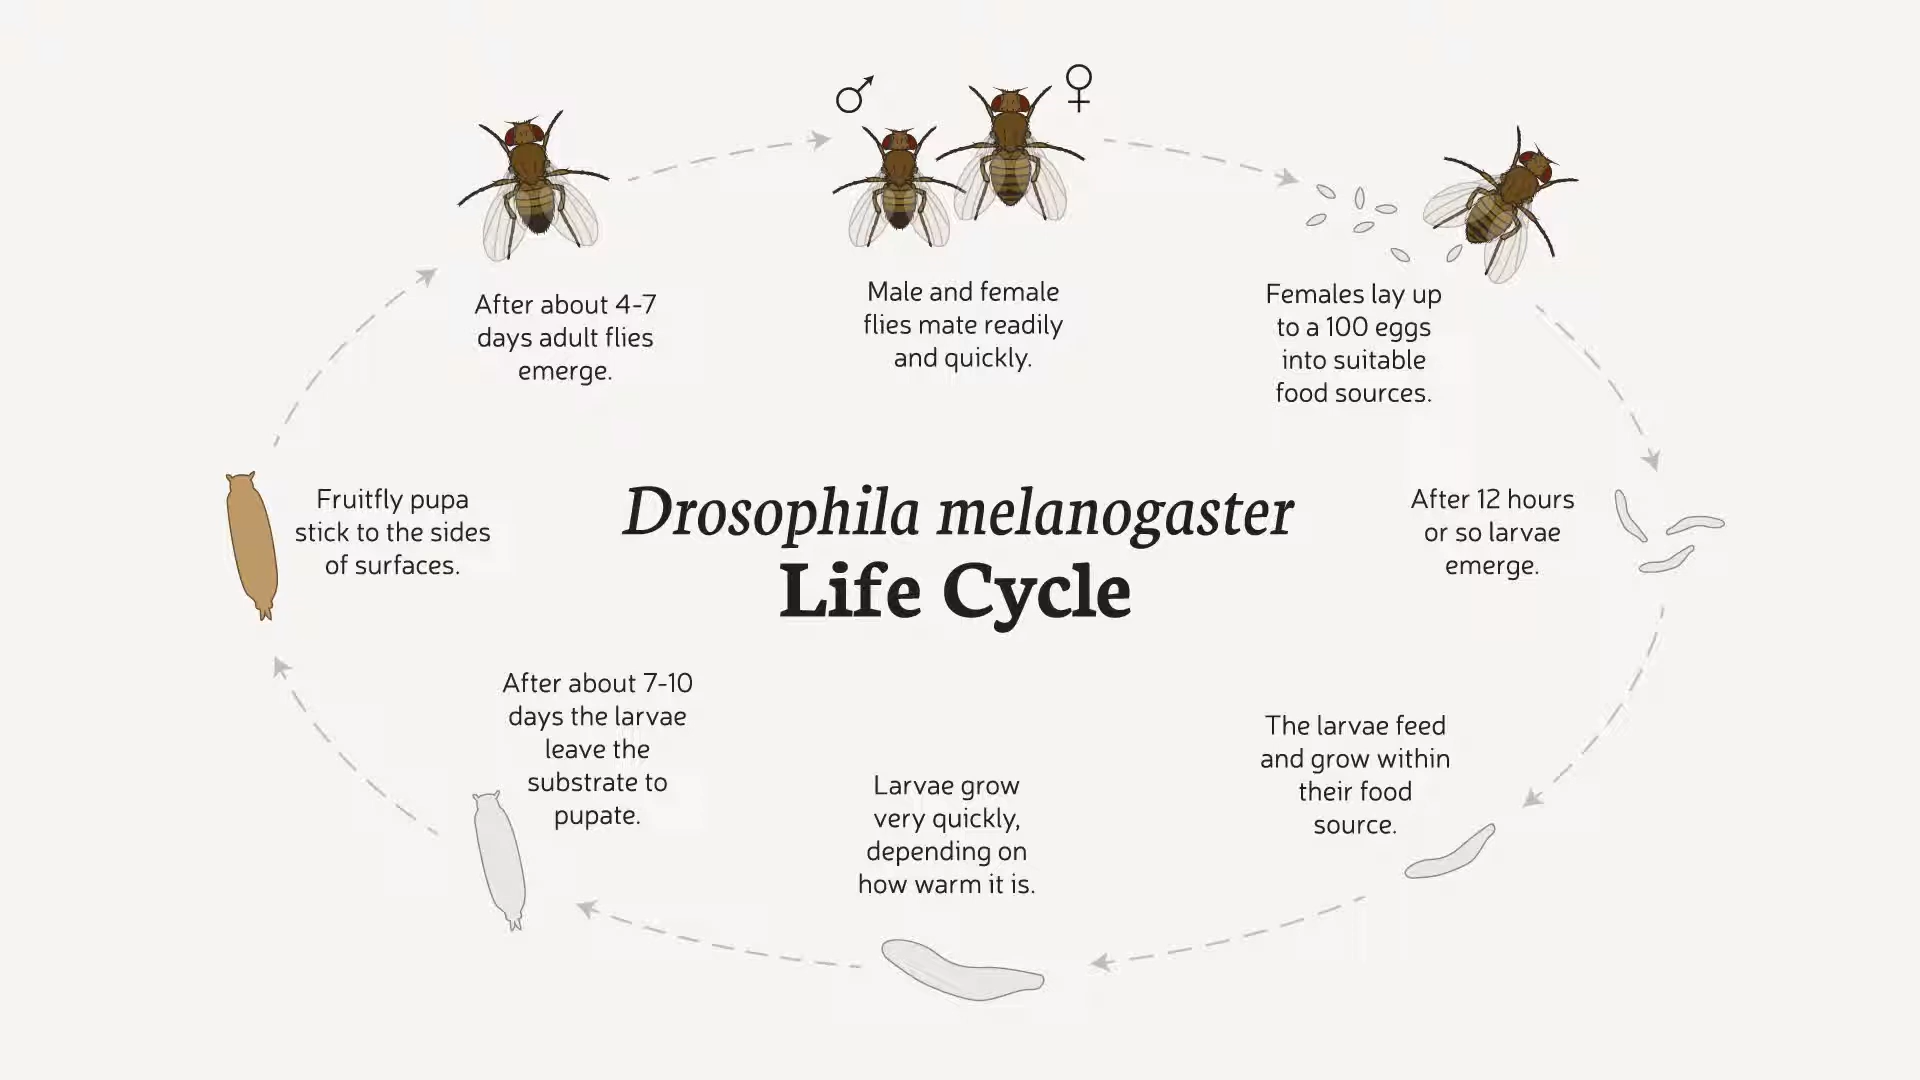 Drosophila melanogaster
Life Cycle
After about 4-7
days adult flies
emerge.
Male and female
flies mate readily
and quickly.
Females lay up
to a 100 eggs
into suitable
food sources.
After 12 hours
or so larvae
emerge.
The larvae feed
and grow within
their food
source.
Larvae grow
very quickly,
depending on
how warm it is.
After about 7-10
days the larvae
leave the
substrate to
pupate.
Fruitfly pupa
stick to the sides
of surfaces.